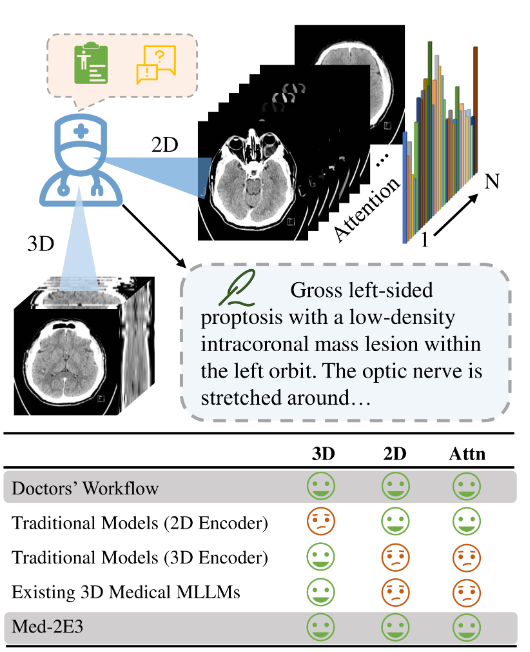 2D
3D
Attention
...
1
N
Gross left-sided
proptosis with a low-density
intracoronal mass lesion within
the left orbit. The optic nerve is
stretched around…
3D 2D Attn
Doctors' Workflow
Traditional Models (2D Encoder)
Traditional Models (3D Encoder)
Existing 3D Medical MLLMs
Med-2E3